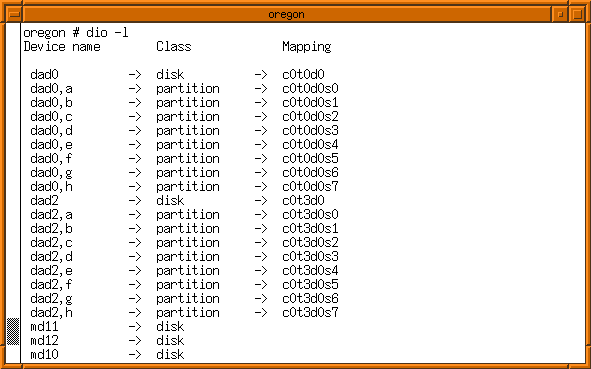 oregon
oregon # dio -l
Device name        Class             Mapping
dad0          ->  disk          ->  c0t0d0
dad0,a        ->  partition     ->  c0t0d0s0
dad0,b        ->  partition     ->  c0t0d0s1
dad0,c        ->  partition     ->  c0t0d0s2
dad0,d        ->  partition     ->  c0t0d0s3
dad0,e        ->  partition     ->  c0t0d0s4
dad0,f        ->  partition     ->  c0t0d0s5
dad0,g        ->  partition     ->  c0t0d0s6
dad0,h        ->  partition     ->  c0t0d0s7
dad2          ->  disk          ->  c0t3d0
dad2,a        ->  partition     ->  c0t3d0s0
dad2,b        ->  partition     ->  c0t3d0s1
dad2,c        ->  partition     ->  c0t3d0s2
dad2,d        ->  partition     ->  c0t3d0s3
dad2,e        ->  partition     ->  c0t3d0s4
dad2,f        ->  partition     ->  c0t3d0s5
dad2,g        ->  partition     ->  c0t3d0s6
dad2,h        ->  partition     ->  c0t3d0s7
md11          ->  disk
md12          ->  disk
md10          ->  disk